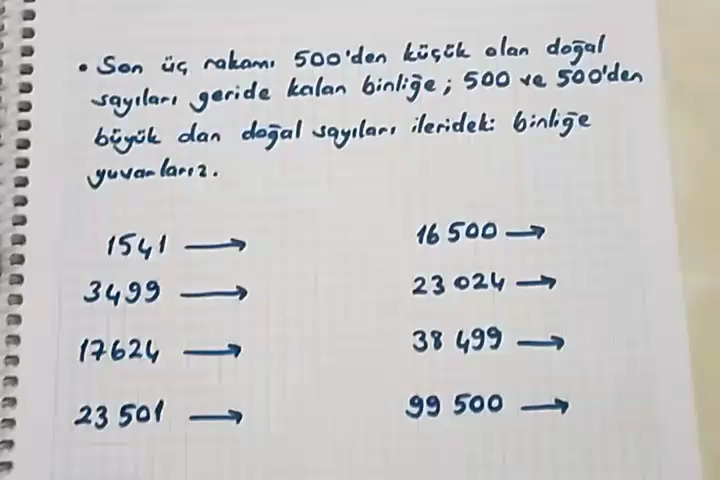 • Son üç rakamı 500'den küçük olan doğal
sayıları geride kalan binliğe; 500 ve 500'den
büyük olan doğal sayıları ilerideki binliğe
yuvarlarız.
1541 →
3499 →
17624 →
23 501 →
16 500 →
23 024 →
38 499 →
99 500 →